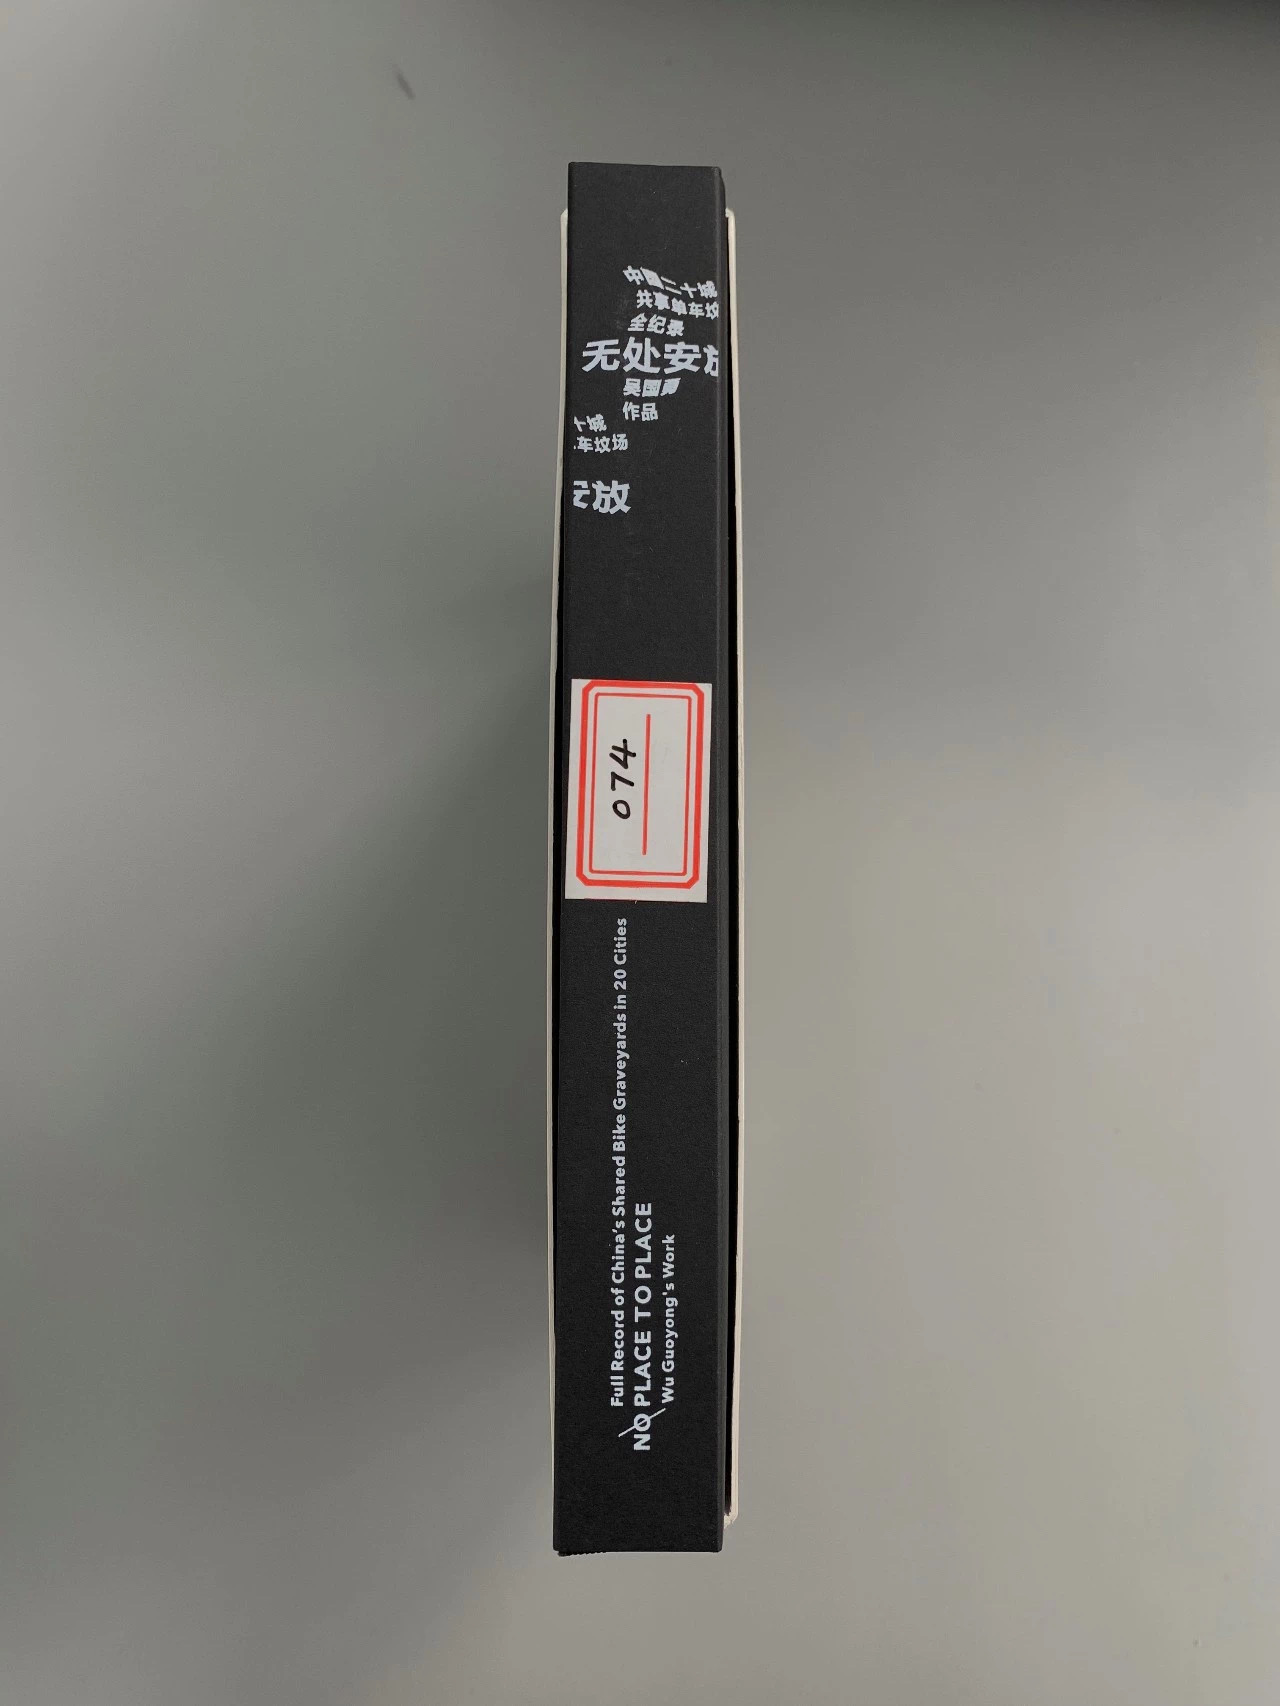 中国二十城
共享单车坟
全纪录
无处安放
吴国勇
作品
十城
车坟场
安放
074
Full Record of China's Shared Bike Graveyards in 20 Cities
NO PLACE TO PLACE
Wu Guoyong's Work